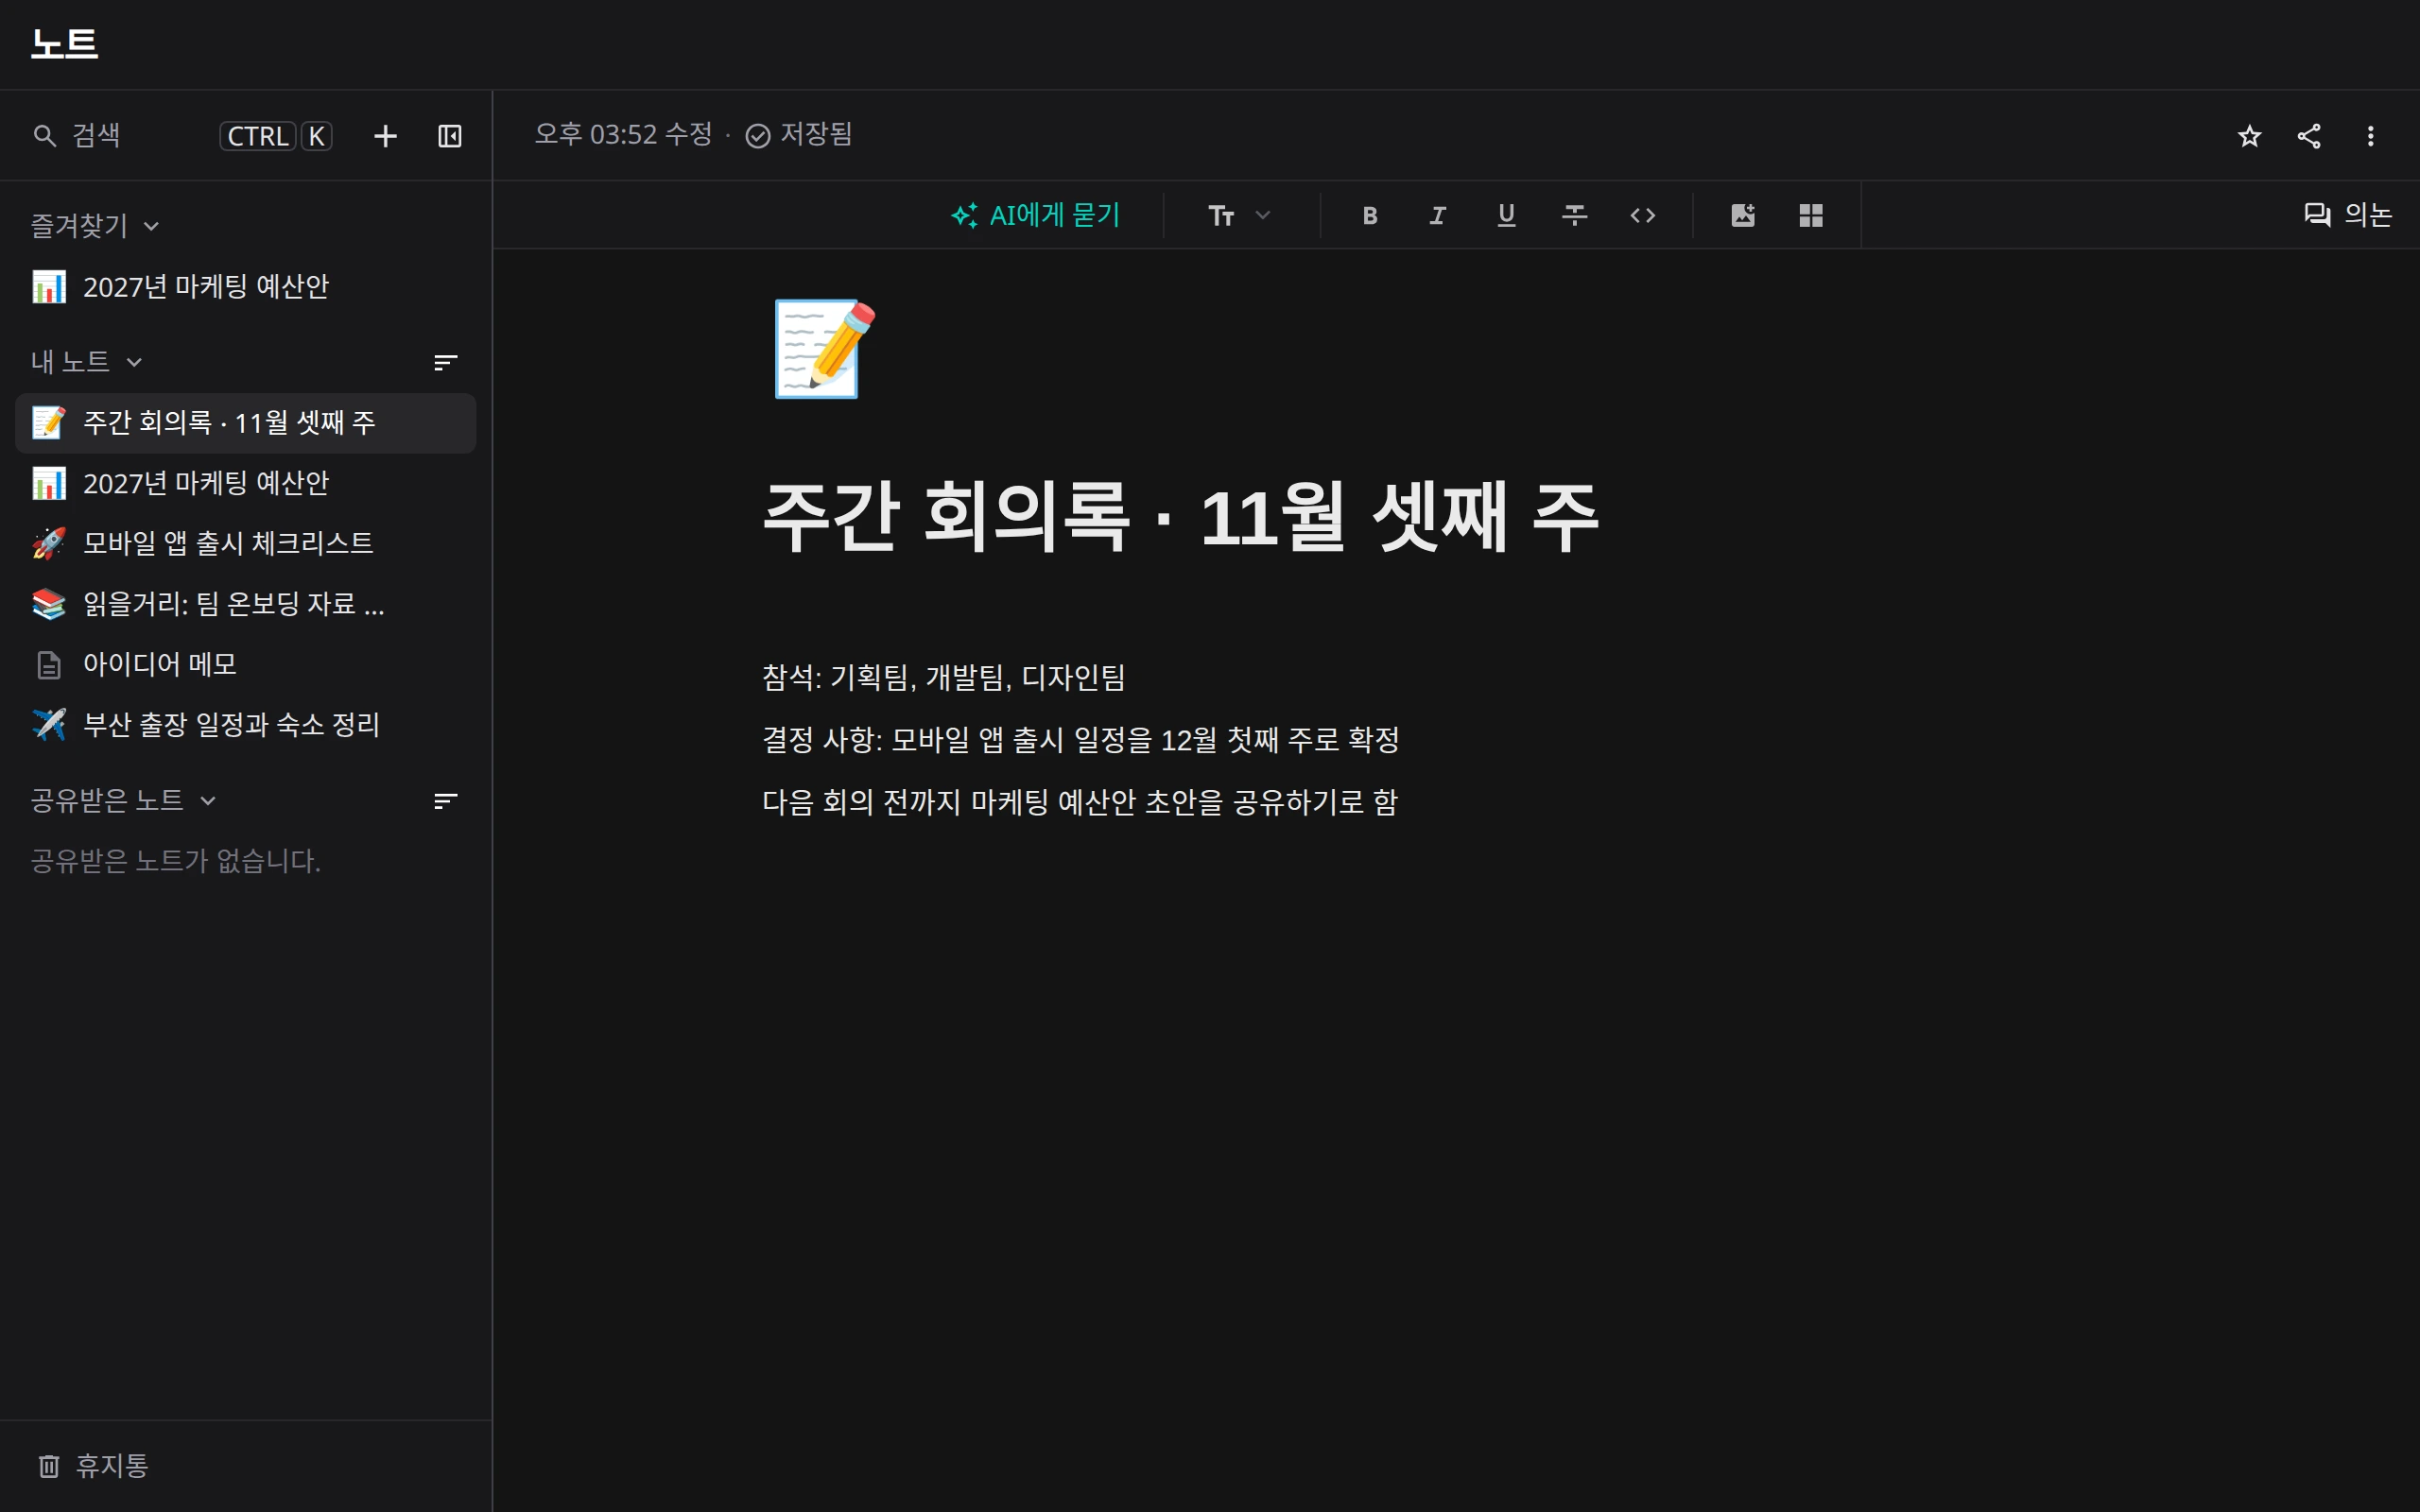 노트
검색 CTRL K
즐겨찾기
2027년 마케팅 예산안
내 노트
주간 회의록 · 11월 셋째 주
2027년 마케팅 예산안
모바일 앱 출시 체크리스트
읽을거리: 팀 온보딩 자료 ...
아이디어 메모
부산 출장 일정과 숙소 정리
공유받은 노트
공유받은 노트가 없습니다.
휴지통
오후 03:52 수정 · 저장됨
AI에게 묻기
의논
주간 회의록 · 11월 셋째 주
참석: 기획팀, 개발팀, 디자인팀
결정 사항: 모바일 앱 출시 일정을 12월 첫째 주로 확정
다음 회의 전까지 마케팅 예산안 초안을 공유하기로 함